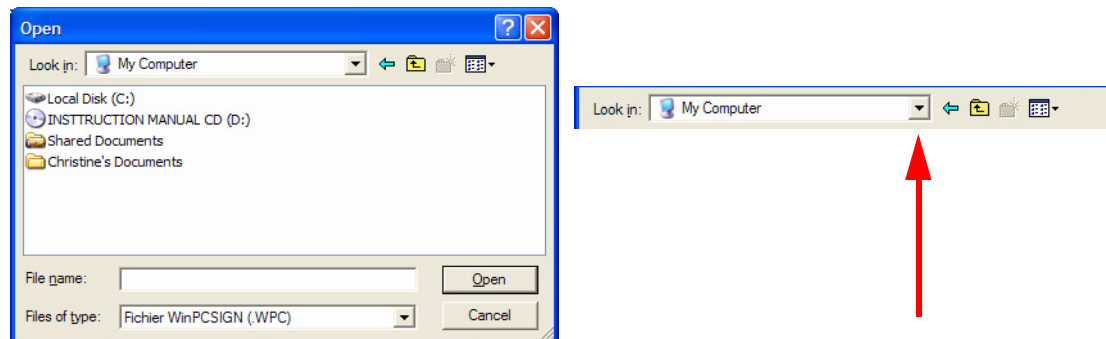 Open
Look in: My Computer
Local Disk (C:)
INSTTRUCTION MANUAL CD (D:)
Shared Documents
Christine's Documents
File name:
Open
Files of type: Fichier WinPCSIGN (.WPC)
Cancel
Look in: My Computer